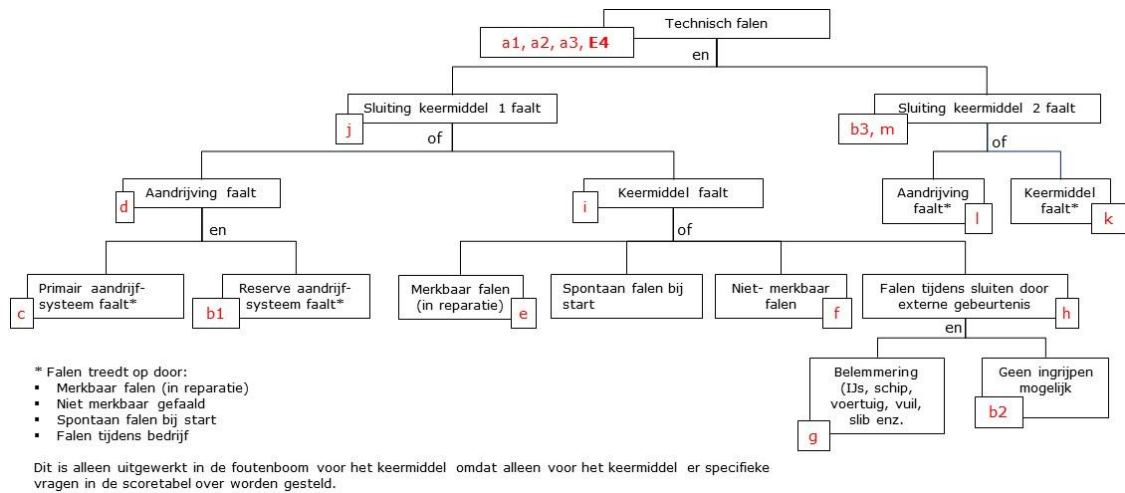 Technisch falen
a1, a2, a3, E4
en
Sluiting keermiddel 1 faalt
j
of
Sluiting keermiddel 2 faalt
b3, m
of
Aandrijving faalt
d
en
Keermiddel faalt
i
of
Aandrijving
faalt*
l
Keermiddel
faalt*
k
Primair aandrijf-
systeem faalt*
c
Reserve aandrijf-
systeem faalt*
b1
Merkbaar falen
(in reparatie)
e
Spontaan falen bij
start
Niet- merkbaar
falen
f
Falen tijdens sluiten door
externe gebeurtenis
h
en
Belemmering
(IJs, schip,
voertuig, vuil,
slib enz.
g
Geen ingrijpen
mogelijk
b2
* Falen treedt op door:
▪ Merkbaar falen (in reparatie)
▪ Niet merkbaar gefaald
▪ Spontaan falen bij start
▪ Falen tijdens bedrijf
Dit is alleen uitgewerkt in de foutenboom voor het keermiddel omdat alleen voor het keermiddel er specifieke
vragen in de scoretabel over worden gesteld.